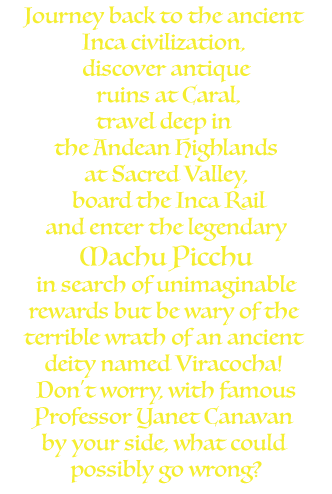 Journey back to the ancient
Inca civilization,
discover antique
ruins at Caral,
travel deep in
the Andean Highlands
at Sacred Valley,
board the Inca Rail
and enter the legendary
Machu Picchu
in search of unimaginable
rewards but be wary of the
terrible wrath of an ancient
deity named Viracocha!
Don't worry, with famous
Professor Yanet Canavan
by your side, what could
possibly go wrong?